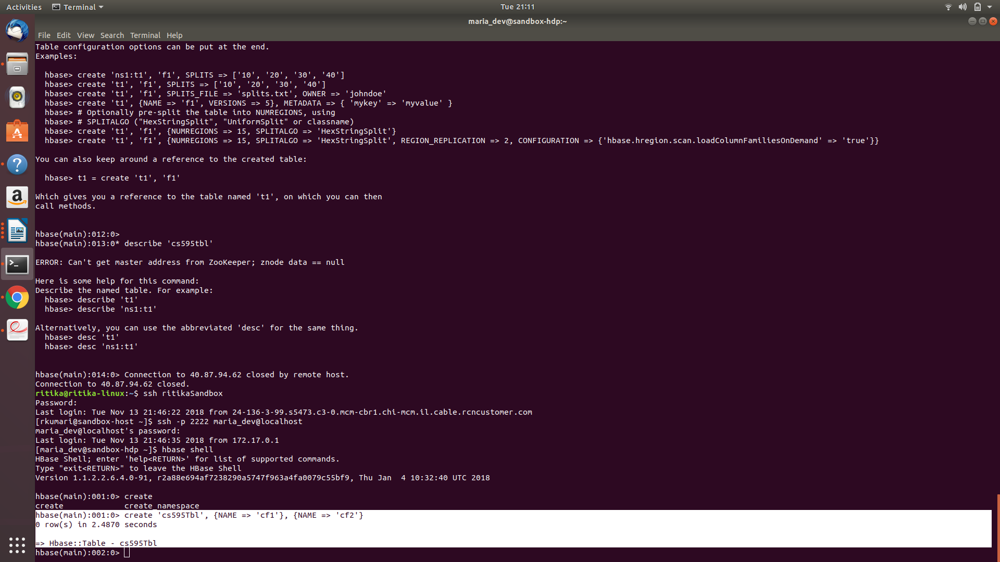 Activities Terminal Tue 21:11
maria_dev@sandbox-hdp:~
File Edit View Search Terminal Help
Table configuration options can be put at the end.
Examples:
hbase> create 'ns1:t1', 'f1', SPLITS => ['10', '20', '30', '40']
hbase> create 't1', 'f1', SPLITS => ['10', '20', '30', '40']
hbase> create 't1', 'f1', SPLITS_FILE => 'splits.txt', OWNER => 'johndoe'
hbase> create 't1', {NAME => 'f1', VERSIONS => 5}, METADATA => { 'mykey' => 'myvalue' }
hbase> # Optionally pre-split the table into NUMREGIONS, using
hbase> # SPLITALGO ("HexStringSplit", "UniformSplit" or classname)
hbase> create 't1', 'f1', {NUMREGIONS => 15, SPLITALGO => 'HexStringSplit'}
hbase> create 't1', 'f1', {NUMREGIONS => 15, SPLITALGO => 'HexStringSplit', REGION_REPLICATION => 2, CONFIGURATION => {'hbase.hregion.scan.loadColumnFamiliesOnDemand' => 'true'}}
You can also keep around a reference to the created table:
hbase> t1 = create 't1', 'f1'
Which gives you a reference to the table named 't1', on which you can then
call methods.
hbase(main):012:0>
hbase(main):013:0* describe 'cs595tbl'
ERROR: Can't get master address from ZooKeeper; znode data == null
Here is some help for this command:
Describe the named table. For example:
hbase> describe 't1'
hbase> describe 'ns1:t1'
Alternatively, you can use the abbreviated 'desc' for the same thing.
hbase> desc 't1'
hbase> desc 'ns1:t1'
hbase(main):014:0> Connection to 40.87.94.62 closed by remote host.
Connection to 40.87.94.62 closed.
ritika@ritika-linux:~$ ssh ritikaSandbox
Password:
Last login: Tue Nov 13 21:46:22 2018 from 24-136-3-99.s5473.c3-0.mcm-cbr1.chi-mcm.il.cable.rcncustomer.com
[rkumari@sandbox-host ~]$ ssh -p 2222 maria_dev@localhost
maria_dev@localhost's password:
Last login: Tue Nov 13 21:46:35 2018 from 172.17.0.1
[maria_dev@sandbox-hdp ~]$ hbase shell
HBase Shell; enter 'help<RETURN>' for list of supported commands.
Type "exit<RETURN>" to leave the HBase Shell
Version 1.1.2.2.6.4.0-91, r2a88e694af7238290a5747f963a4fa0079c55bf9, Thu Jan  4 10:32:40 UTC 2018
hbase(main):001:0> create
create create_namespace
hbase(main):001:0> create 'cs595Tbl', {NAME => 'cf1'}, {NAME => 'cf2'}
0 row(s) in 2.4870 seconds
=> Hbase::Table - cs595Tbl
hbase(main):002:0>